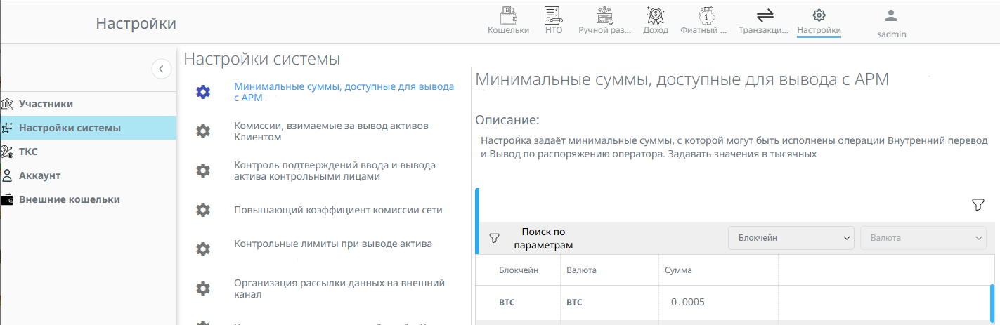 Настройки
Кошельки
НТО
Ручной раз...
Доход
Фиатный ...
Транзакци...
Настройки
sadmin
Участники
Настройки системы
ТКС
Аккаунт
Внешние кошельки
Настройки системы
Минимальные суммы, доступные для вывода
с АРМ
Комиссии, взимаемые за вывод активов
Клиентом
Контроль подтверждений ввода и вывода
актива контрольными лицами
Повышающий коэффициент комиссии сети
Контрольные лимиты при выводе актива
Организация рассылки данных на внешний
канал
Минимальные суммы, доступные для вывода с АРМ
Описание:
Настройка задаёт минимальные суммы, с которой могут быть исполнены операции Внутренний перевод
и Вывод по распоряжению оператора. Задавать значения в тысячных
Поиск по
параметрам
Блокчейн
Валюта
Блокчейн
Валюта
Сумма
BTC
BTC
0.0005